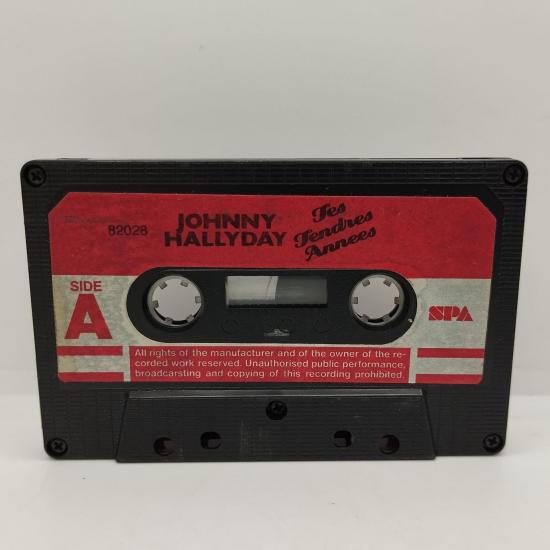 82028
JOHNNY
HALLYDAY
Tes
Tendres
Annees
SIDE
A
SPA
All rights of the manufacturer and of the owner of the re-
corded work reserved. Unauthorised public performance,
broadcarsting and copying of this recording prohibited.